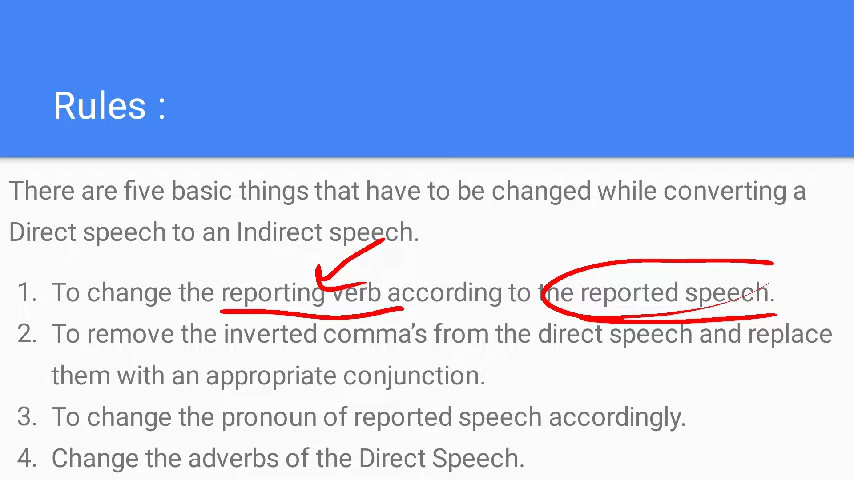 Rules :
There are five basic things that have to be changed while converting a
Direct speech to an Indirect speech.
1. To change the reporting verb according to the reported speech.
2. To remove the inverted comma's from the direct speech and replace
them with an appropriate conjunction.
3. To change the pronoun of reported speech accordingly.
4. Change the adverbs of the Direct Speech.